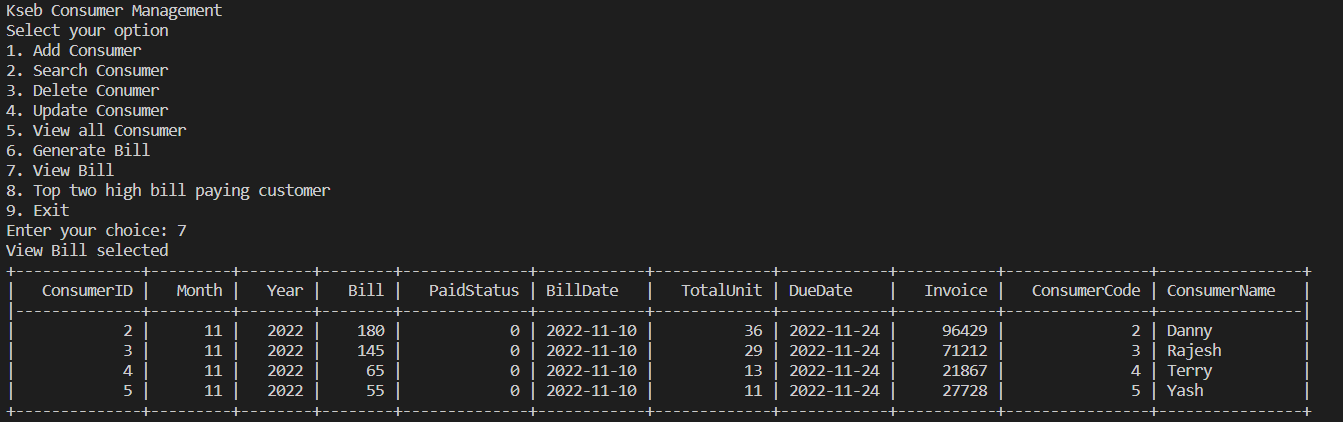 Kseb Consumer Management
Select your option
1. Add Consumer
2. Search Consumer
3. Delete Conumer
4. Update Consumer
5. View all Consumer
6. Generate Bill
7. View Bill
8. Top two high bill paying customer
9. Exit
Enter your choice: 7
View Bill selected
+--------------+---------+--------+--------+--------------+------------+-------------+------------+-----------+----------------+----------------+
|   ConsumerID |   Month |   Year |   Bill |   PaidStatus | BillDate   |   TotalUnit | DueDate    |   Invoice |   ConsumerCode | ConsumerName   |
|--------------+---------+--------+--------+--------------+------------+-------------+------------+-----------+----------------+----------------|
|            2 |      11 |   2022 |    180 |            0 | 2022-11-10 |          36 | 2022-11-24 |     96429 |              2 | Danny          |
|            3 |      11 |   2022 |    145 |            0 | 2022-11-10 |          29 | 2022-11-24 |     71212 |              3 | Rajesh         |
|            4 |      11 |   2022 |     65 |            0 | 2022-11-10 |          13 | 2022-11-24 |     21867 |              4 | Terry          |
|            5 |      11 |   2022 |     55 |            0 | 2022-11-10 |          11 | 2022-11-24 |     27728 |              5 | Yash           |
+--------------+---------+--------+--------+--------------+------------+-------------+------------+-----------+----------------+----------------+